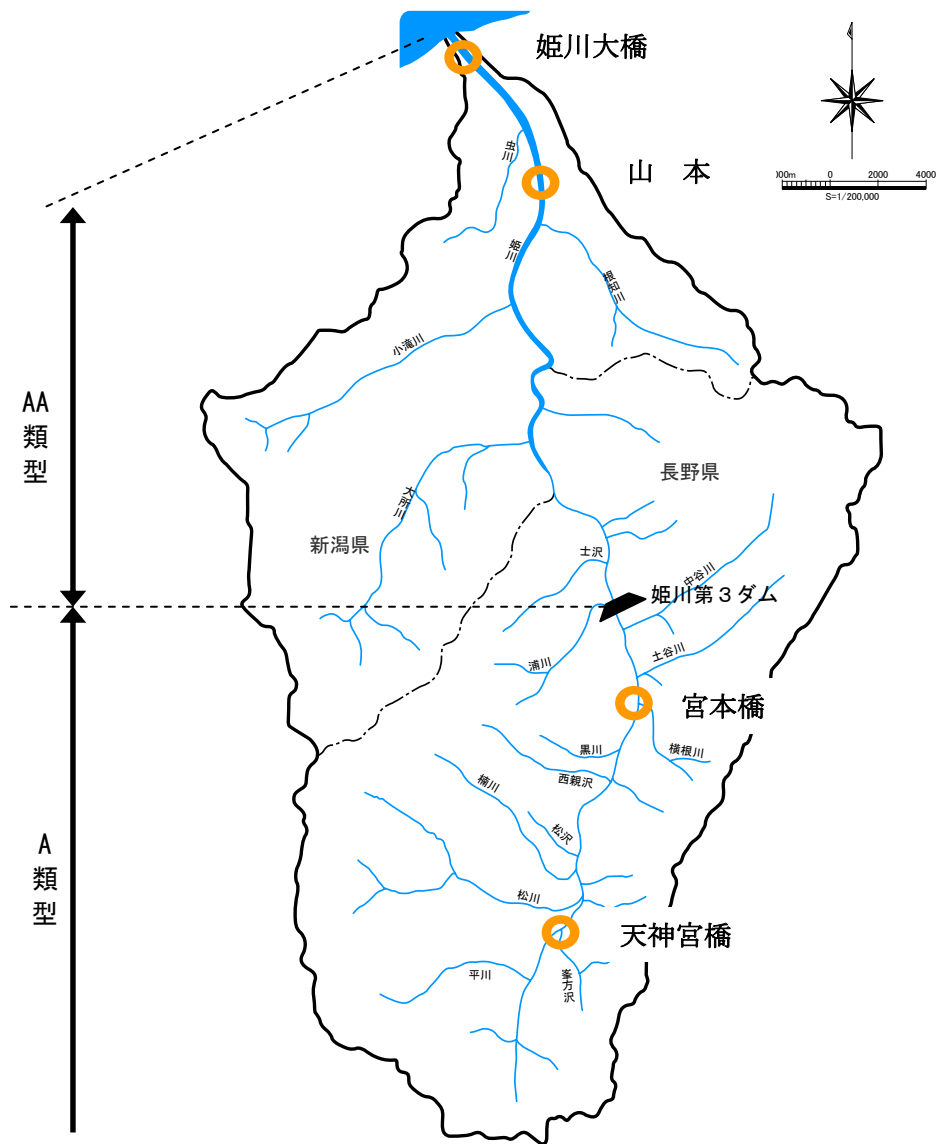 姫川大橋
山 本
00m 0 2000 4000
S=1/200,000
虫川
姫川
根知川
小滝川
AA類型
長野県
大所川
新潟県
土沢
中谷川
姫川第３ダム
土谷川
浦川
宮本橋
黒川
横根川
西親沢
楠川
松沢
A類型
松川
天神宮橋
平川
峯方沢